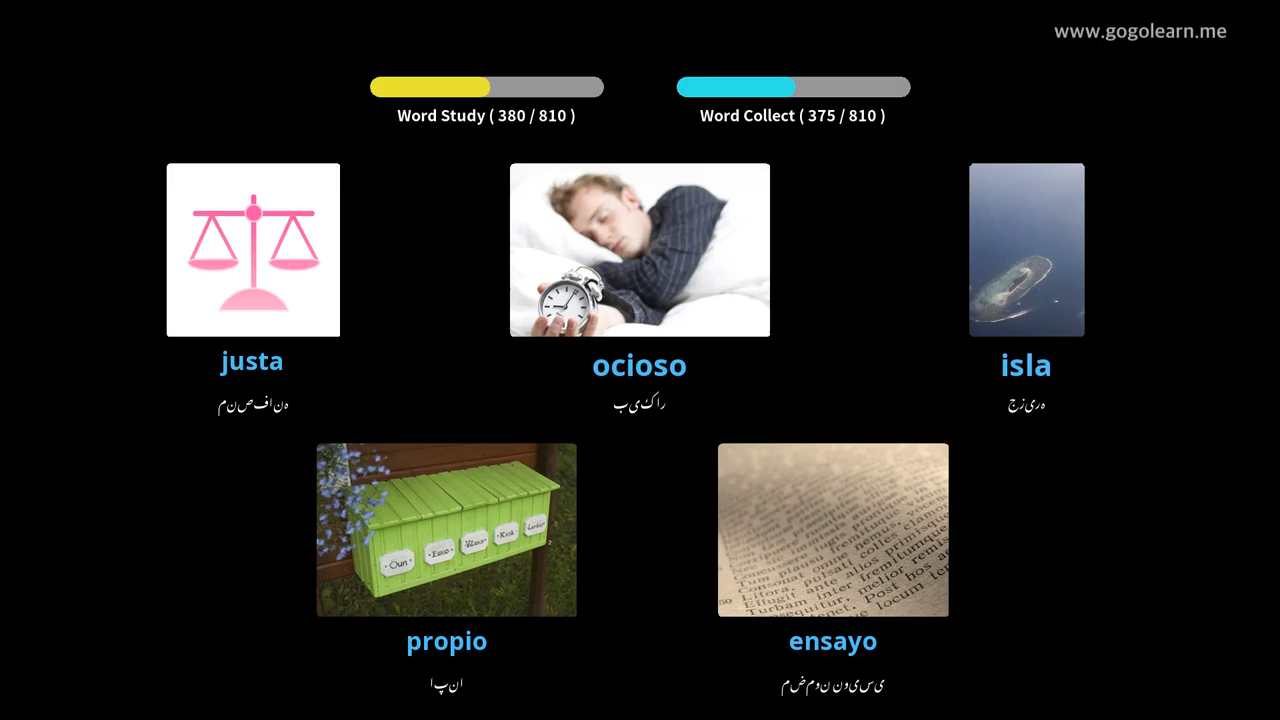 www.gogolearn.me
Word Study ( 380 / 810 )
Word Collect ( 375 / 810 )
justa
ocioso
isla
منصفانہ
بیکار
جزیرہ
propio
ensayo
اپنا
مضمون نویسی